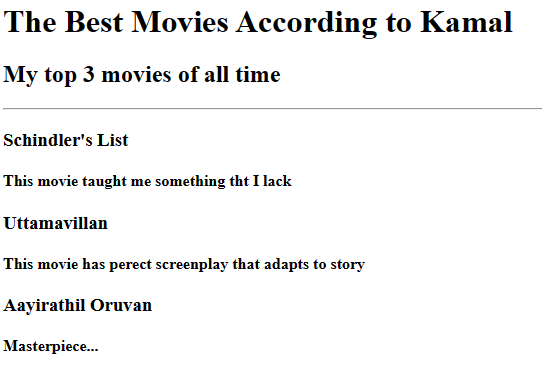 The Best Movies According to Kamal
My top 3 movies of all time
Schindler's List
This movie taught me something tht I lack
Uttamavillan
This movie has perect screenplay that adapts to story
Aayirathil Oruvan
Masterpiece...